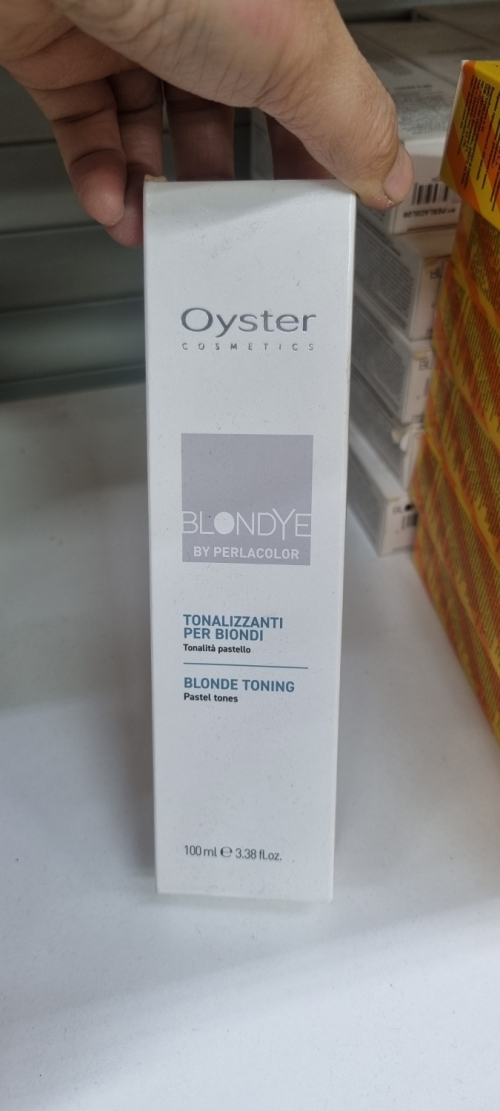 Oyster
COSMETICS
BLONDYE
BY PERLACOLOR
TONALIZZANTI
PER BIONDI
Tonalità pastello
BLONDE TONING
Pastel tones
100 ml ℮ 3.38 fl.oz.